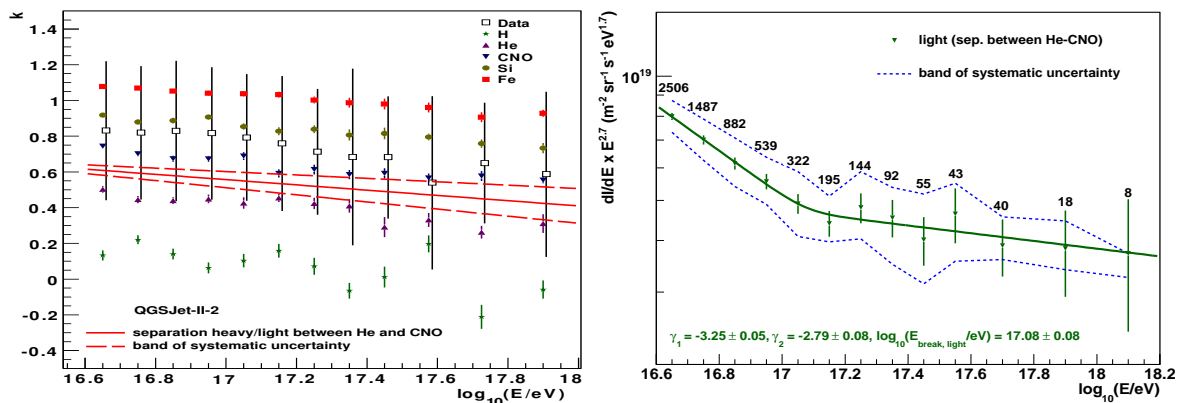 k
1.4
1.2
1
0.8
0.6
0.4
0.2
0
-0.2
-0.4
Data
H
He
CNO
Si
Fe
QGSJet-II-2
separation heavy/light between He and CNO
band of systematic uncertainty
16.6 16.8 17 17.2 17.4 17.6 17.8 18
log10(E/eV)
dI/dE x E^2.7 (m^-2 sr^-1 s^-1 eV^1.7)
10^19
light (sep. between He-CNO)
band of systematic uncertainty
2506
1487
882
539
322
195
144
92
55
43
40
18
8
γ1 = -3.25 ± 0.05, γ2 = -2.79 ± 0.08, log10(Ebreak, light/eV) = 17.08 ± 0.08
16.6 16.8 17 17.2 17.4 17.6 17.8 18 18.2
log10(E/eV)